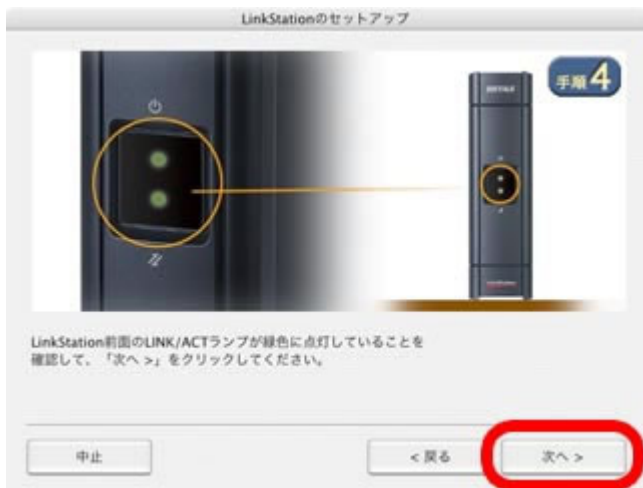 LinkStationのセットアップ
手順4
BUFFALO
LinkStation前面のLINK/ACTランプが緑色に点灯していることを
確認して、「次へ >」をクリックしてください。
中止
< 戻る
次へ >